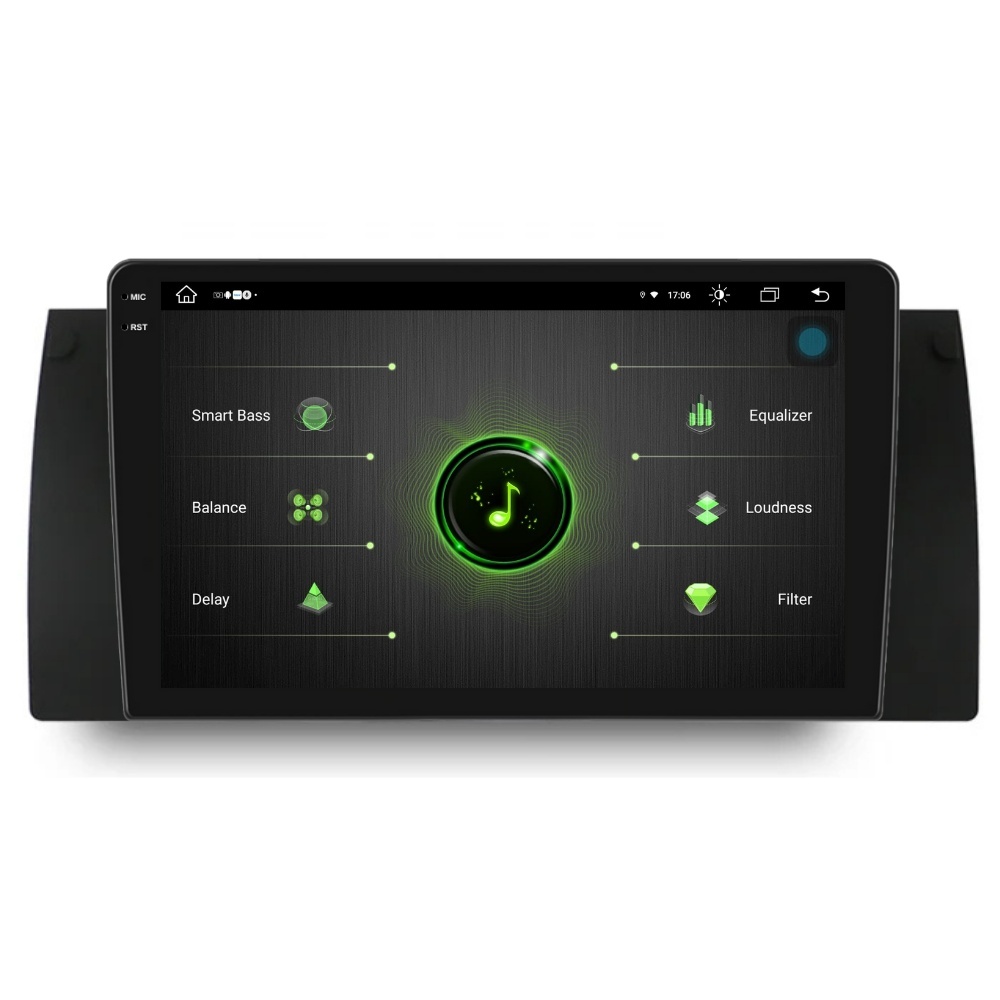 MIC
17:06
RST
Smart Bass
Equalizer
Balance
Loudness
Delay
Filter